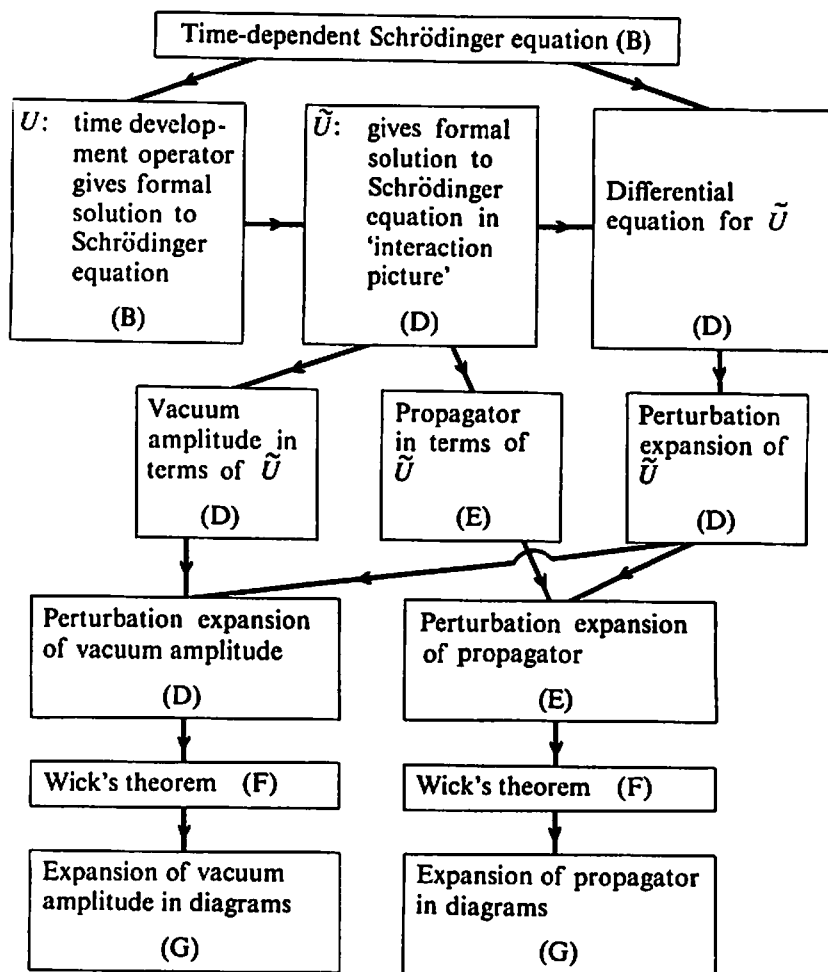 Time-dependent Schrödinger equation (B)
U: time develop-
ment operator
gives formal
solution to
Schrödinger
equation
(B)
Ũ: gives formal
solution to
Schrödinger
equation in
‘interaction
picture’
(D)
Differential
equation for Ũ
(D)
Vacuum
amplitude in
terms of Ũ
(D)
Propagator
in terms of
Ũ
(E)
Perturbation
expansion of
Ũ
(D)
Perturbation expansion
of vacuum amplitude
(D)
Perturbation expansion
of propagator
(E)
Wick's theorem (F)
Wick's theorem (F)
Expansion of vacuum
amplitude in diagrams
(G)
Expansion of propagator
in diagrams
(G)